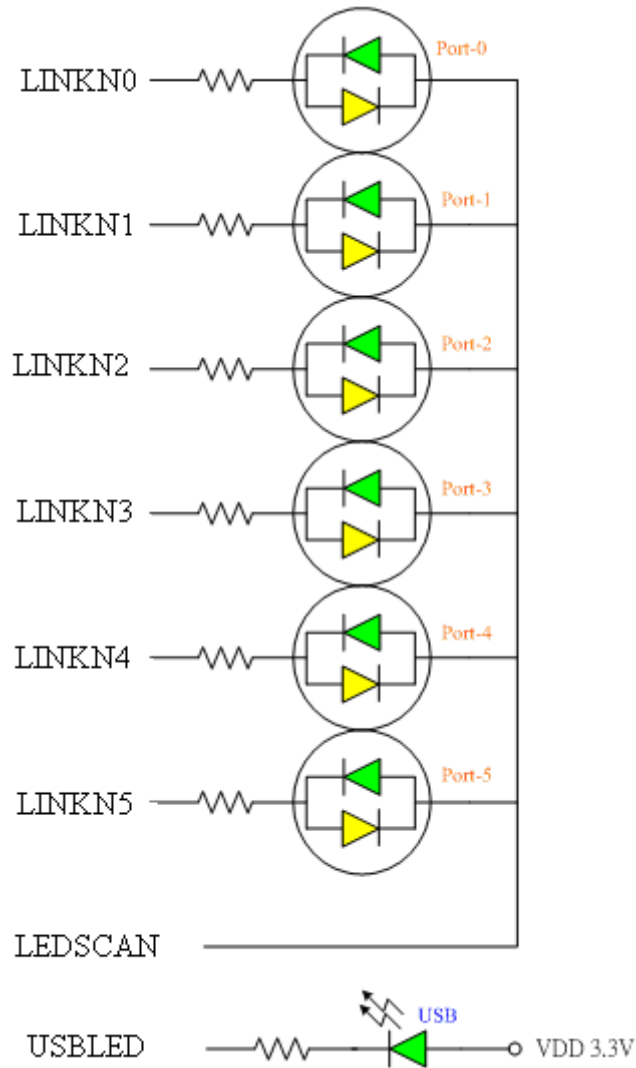 LINKN0 Port-0
LINKN1 Port-1
LINKN2 Port-2
LINKN3 Port-3
LINKN4 Port-4
LINKN5 Port-5
LEDSCAN
USBLED USB VDD 3.3V